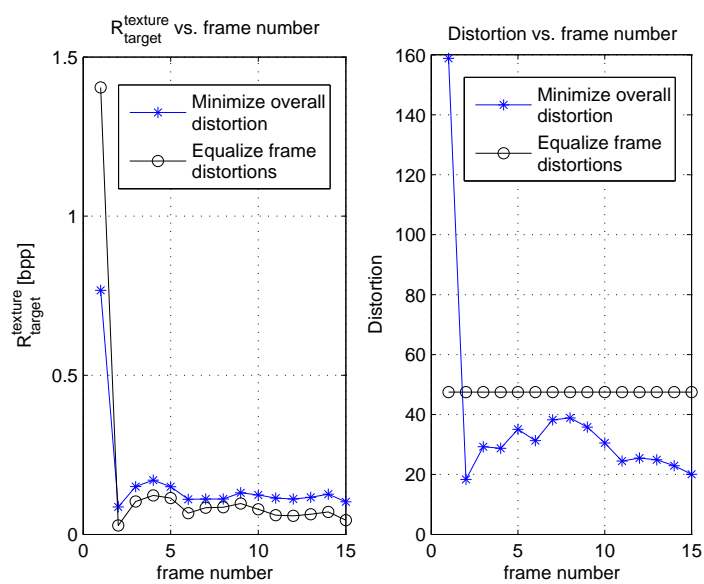 R_target^texture vs. frame number
1.5
1
0.5
0
0
5
10
15
R_target^texture [bpp]
frame number
Minimize overall
distortion
Equalize frame
distortions
Distortion vs. frame number
160
140
120
100
80
60
40
20
0
0
5
10
15
Distortion
frame number
Minimize overall
distortion
Equalize frame
distortions